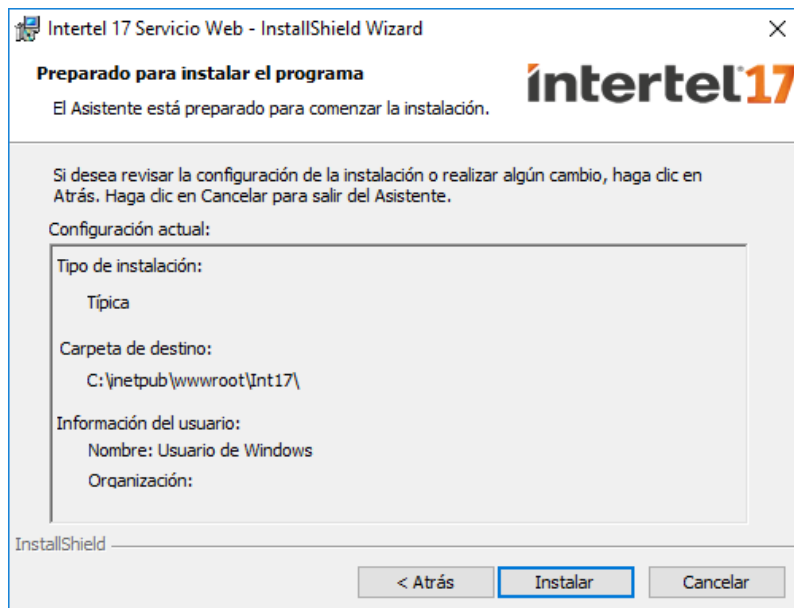 Intertel 17 Servicio Web - InstallShield Wizard
Preparado para instalar el programa
intertel 17
El Asistente está preparado para comenzar la instalación.
Si desea revisar la configuración de la instalación o realizar algún cambio, haga clic en
Atrás. Haga clic en Cancelar para salir del Asistente.
Configuración actual:
Tipo de instalación:
Típica
Carpeta de destino:
C:\inetpub\wwwroot\Int17\
Información del usuario:
Nombre: Usuario de Windows
Organización:
InstallShield
< Atrás
Instalar
Cancelar